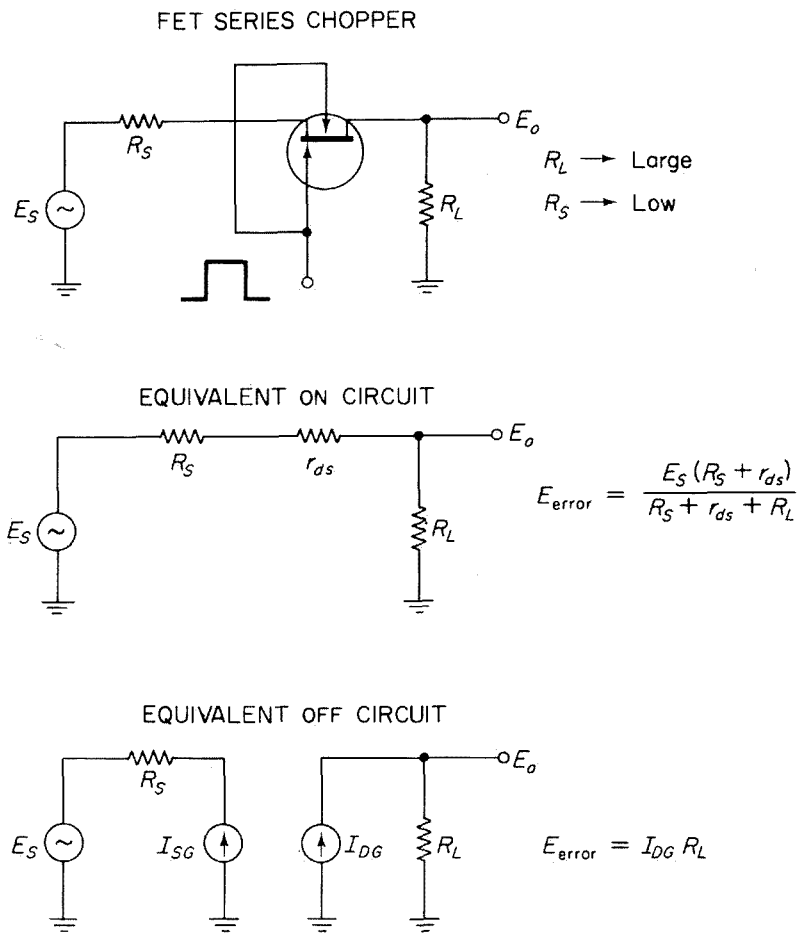 FET SERIES CHOPPER
E_o
R_S
R_L → Large
R_S → Low
E_S
R_L
EQUIVALENT ON CIRCUIT
E_o
R_S
r_ds
E_error = E_S (R_S + r_ds) / R_S + r_ds + R_L
E_S
R_L
EQUIVALENT OFF CIRCUIT
E_o
R_S
E_S
I_SG
I_DG
R_L
E_error = I_DG R_L